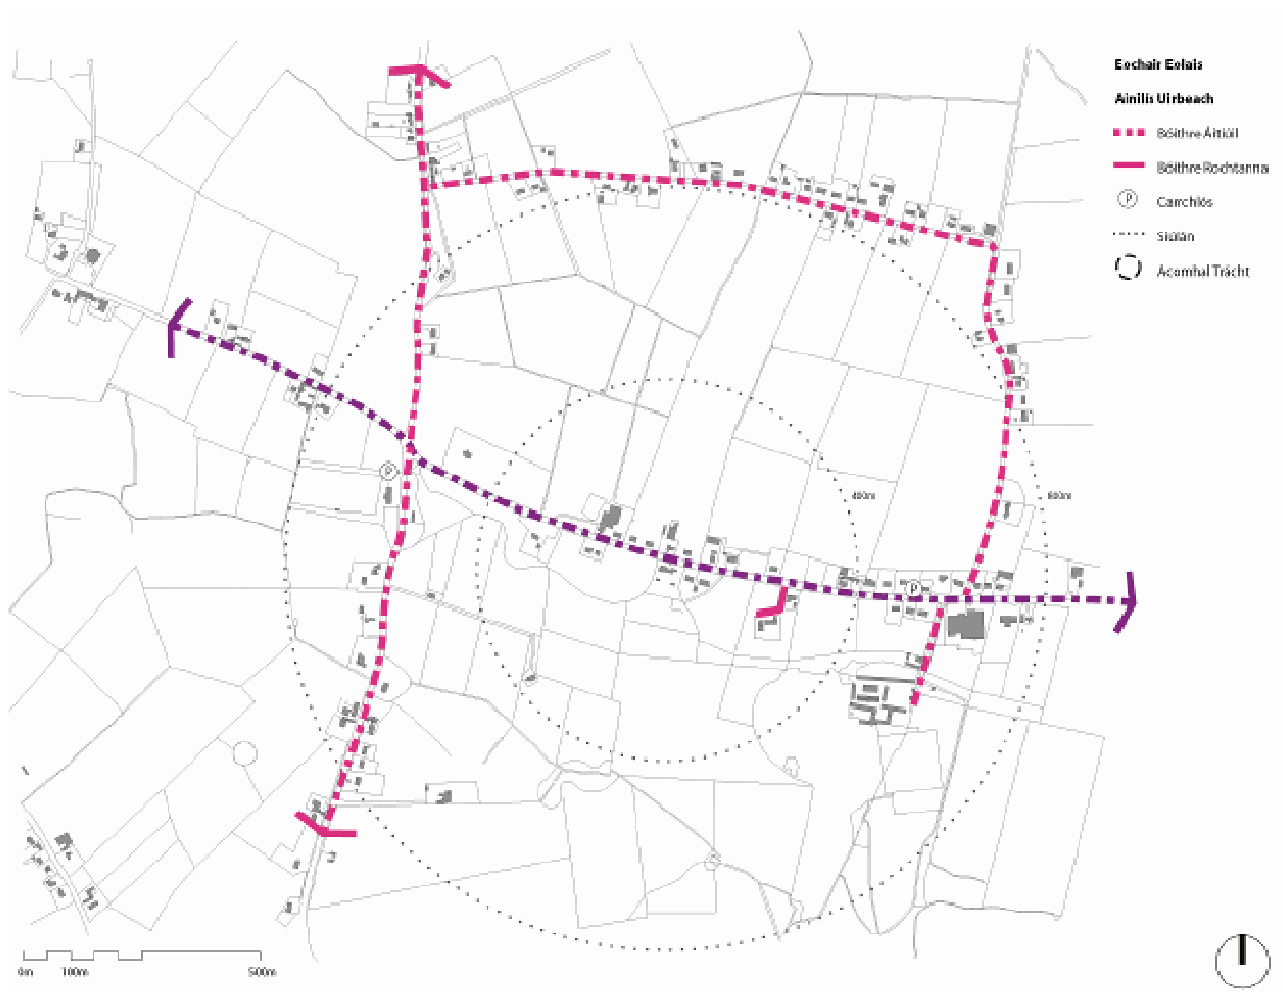 Eochair Eolais
Ainilís Uirbeach
Bóithre Áitiúil
Bóithre Rochtanna
P
Carrchlós
Siúlán
Acomhal Trácht
P
400m
800m
P
0m 100m 500m